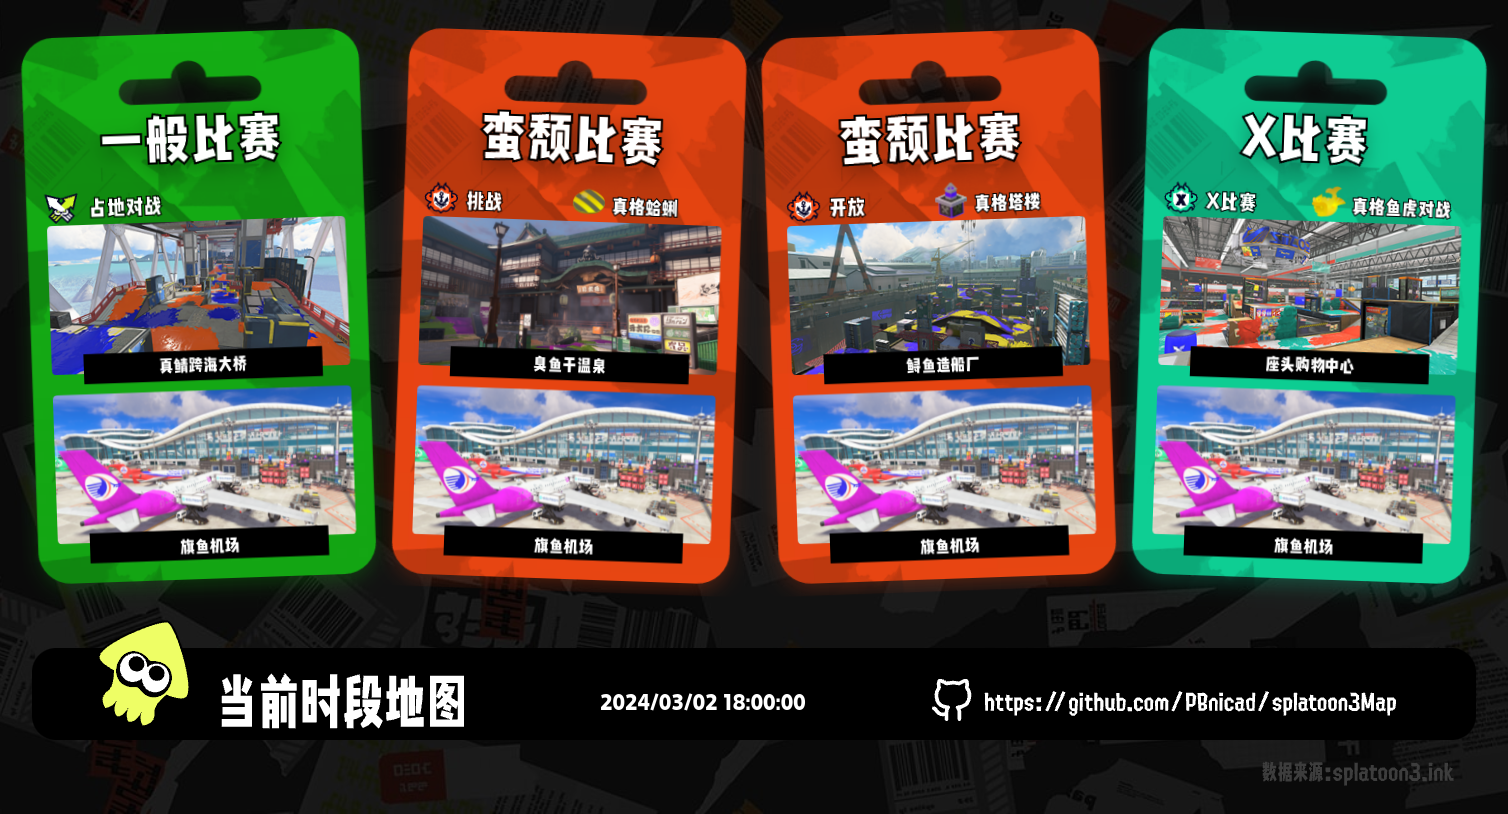 一般比赛
占地对战
真鲭跨海大桥
旗鱼机场
蛮颓比赛
挑战
真格蛤蜊
臭鱼干温泉
旗鱼机场
蛮颓比赛
开放
真格塔楼
鲟鱼造船厂
旗鱼机场
X比赛
X比赛
真格鱼虎对战
座头购物中心
旗鱼机场
当前时段地图
2024/03/02 18:00:00
https://github.com/PBnicad/splatoon3Map
数据来源:splatoon3.ink